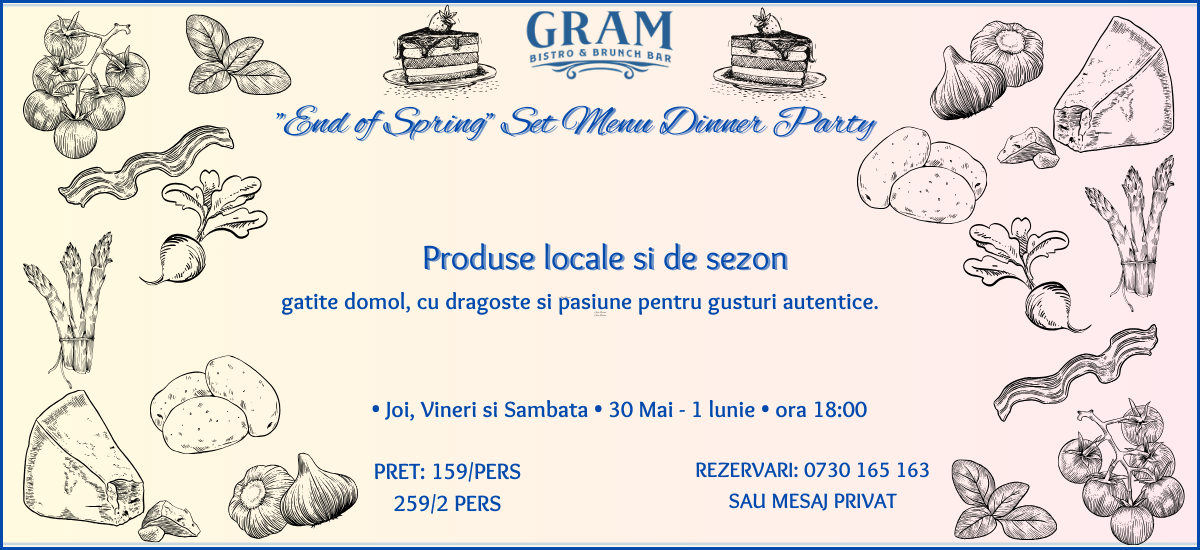 GRAM
BISTRO & BRUNCH BAR
"End of Spring" Set Menu Dinner Party
Produse locale si de sezon
gatite domol, cu dragoste si pasiune pentru gusturi autentice.
• Joi, Vineri si Sambata • 30 Mai - 1 Iunie • ora 18:00
PRET: 159/PERS
259/2 PERS
REZERVARI: 0730 165 163
SAU MESAJ PRIVAT